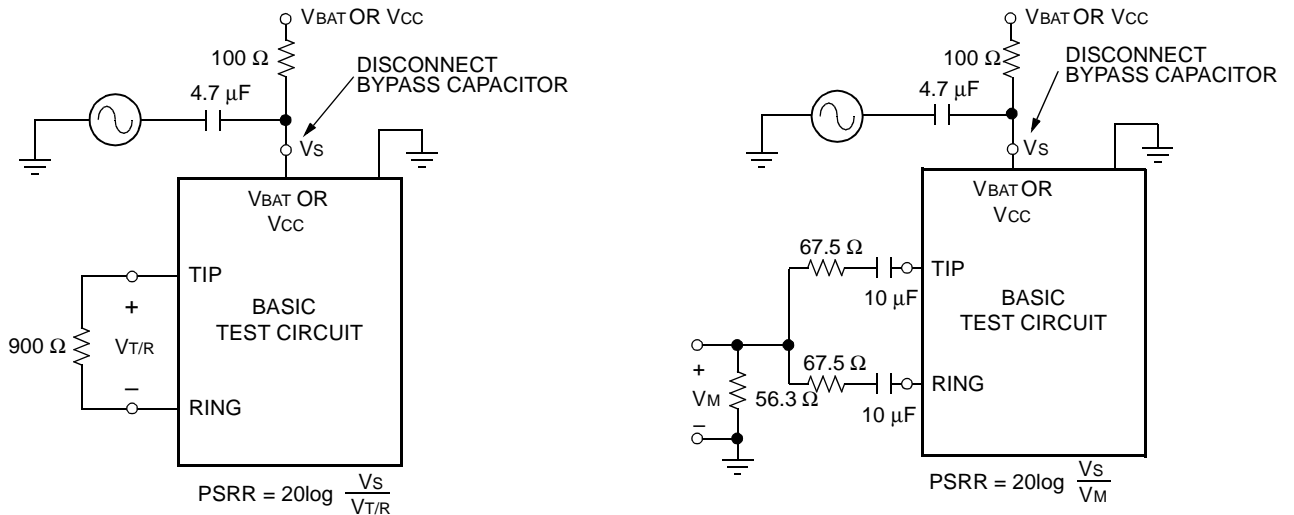 VBAT OR VCC
100 Ω
DISCONNECT
BYPASS CAPACITOR
4.7 µF
VS
VBAT OR
VCC
TIP
+
900 Ω
VT/R
BASIC
TEST CIRCUIT
–
RING
PSRR = 20log VS
VT/R
VBAT OR VCC
100 Ω
DISCONNECT
BYPASS CAPACITOR
4.7 µF
VS
VBAT OR
VCC
67.5 Ω
TIP
10 µF
BASIC
TEST CIRCUIT
67.5 Ω
+
RING
VM
56.3 Ω
10 µF
–
PSRR = 20log VS
VM